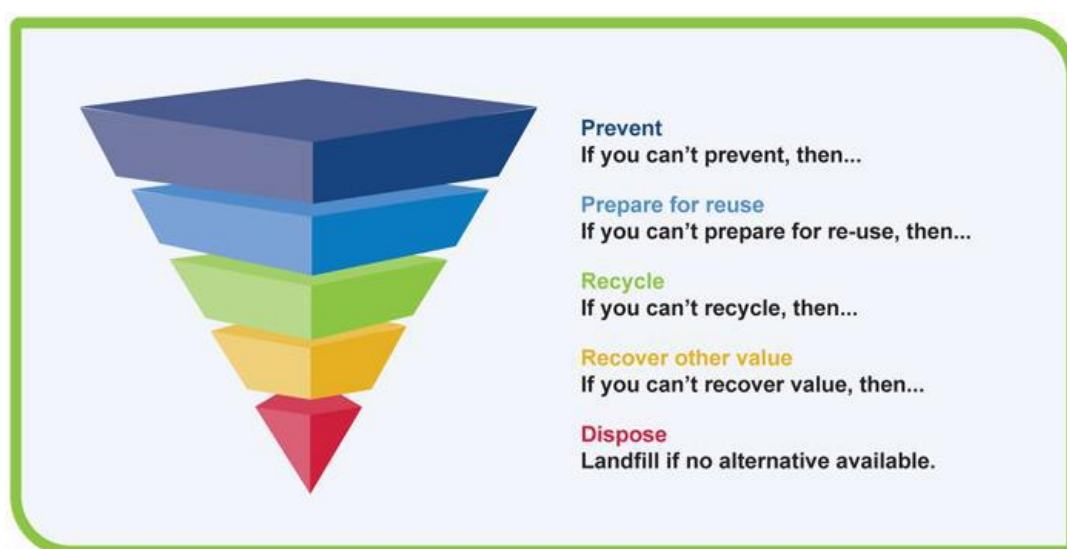 Prevent
If you can’t prevent, then...
Prepare for reuse
If you can’t prepare for re-use, then...
Recycle
If you can’t recycle, then...
Recover other value
If you can’t recover value, then...
Dispose
Landfill if no alternative available.